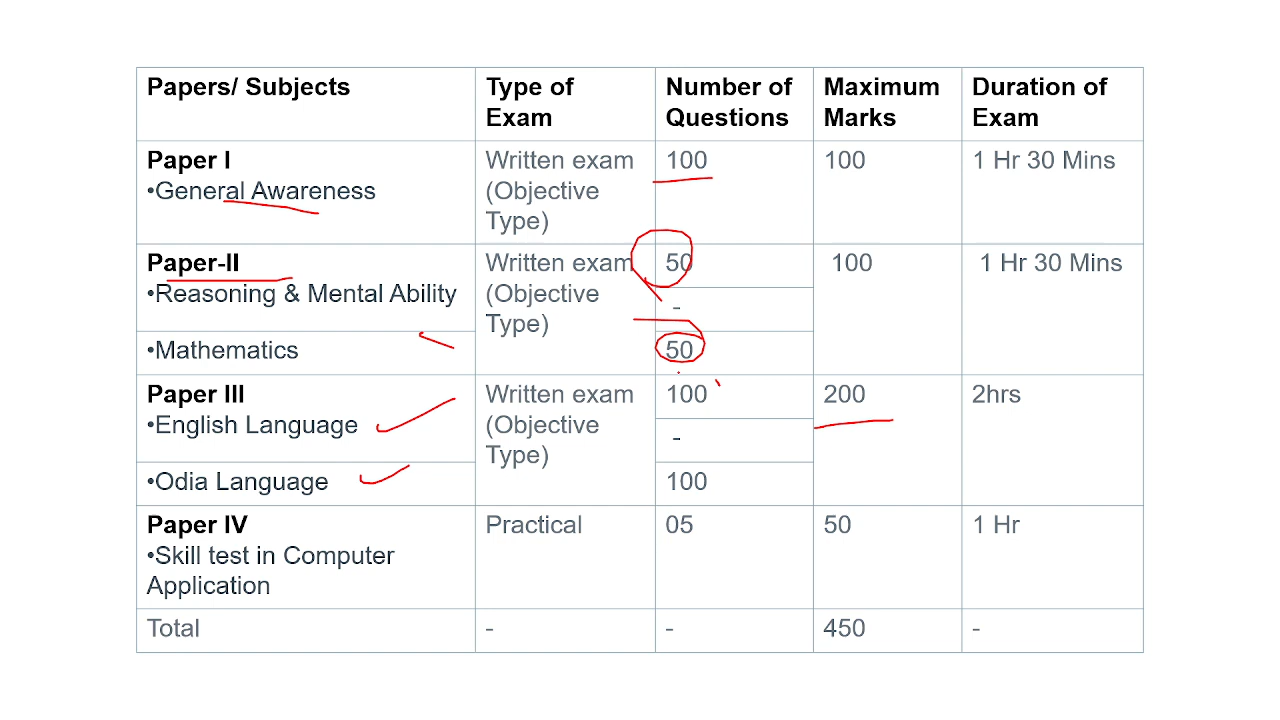 Papers/ Subjects
Type of Exam
Number of Questions
Maximum Marks
Duration of Exam
Paper I
•General Awareness
Written exam
(Objective
Type)
100
100
1 Hr 30 Mins
Paper-II
•Reasoning & Mental Ability
Written exam
(Objective
Type)
50
-
100
1 Hr 30 Mins
•Mathematics
50
Paper III
•English Language
Written exam
(Objective
Type)
100
-
200
2hrs
•Odia Language
100
Paper IV
•Skill test in Computer
Application
Practical
05
50
1 Hr
Total
-
-
450
-